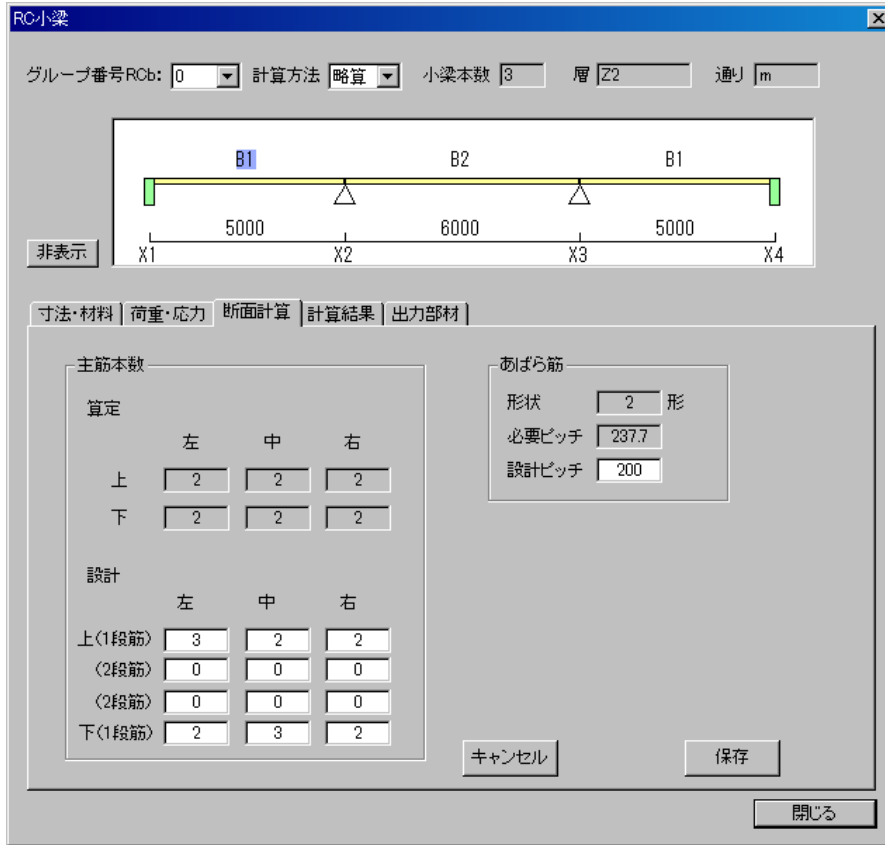 RC小梁
グループ番号RCb: 0 計算方法 略算 小梁本数 3 層 Z2 通り m
B1 B2 B1
5000 6000 5000
非表示 X1 X2 X3 X4
寸法・材料 荷重・応力 断面計算 計算結果 出力部材
主筋本数
算定
左 中 右
上 2 2 2
下 2 2 2
設計
左 中 右
上(1段筋) 3 2 2
(2段筋) 0 0 0
(2段筋) 0 0 0
下(1段筋) 2 3 2
あばら筋
形状 2 形
必要ピッチ 237.7
設計ピッチ 200
キャンセル 保存
閉じる